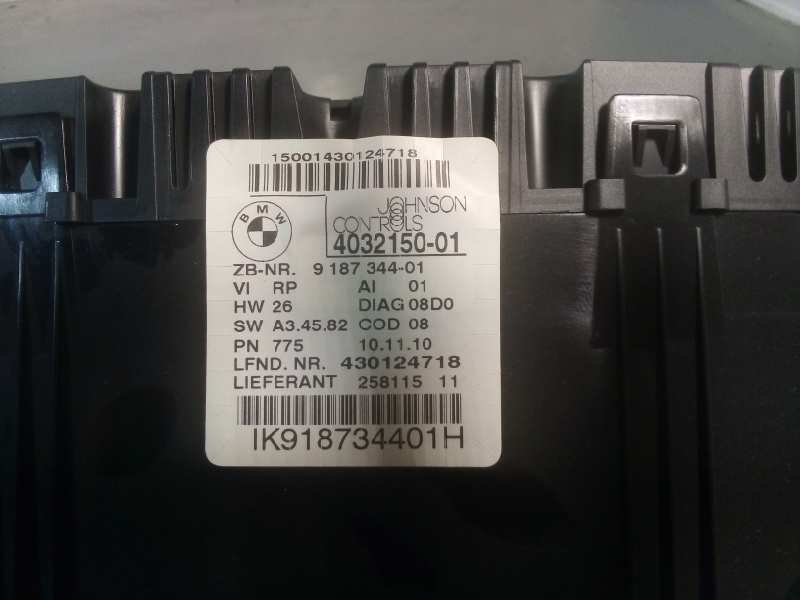 15001430124718
BMW
JOHNSON
CONTROLS
4032150-01
ZB-NR. 9 187 344-01
VI RP AI 01
HW 26 DIAG 08D0
SW A3.45.82 COD 08
PN 775 10.11.10
LFND. NR. 430124718
LIEFERANT 258115 11
IK918734401H